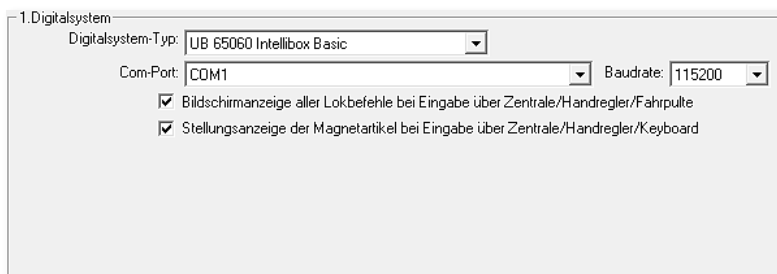 1.Digitalsystem
Digitalsystem-Typ: UB 65060 Intellibox Basic
Com-Port: COM1 Baudrate: 115200
Bildschirmanzeige aller Lokbefehle bei Eingabe über Zentrale/Handregler/Fahrpulte
Stellungsanzeige der Magnetartikel bei Eingabe über Zentrale/Handregler/Keyboard